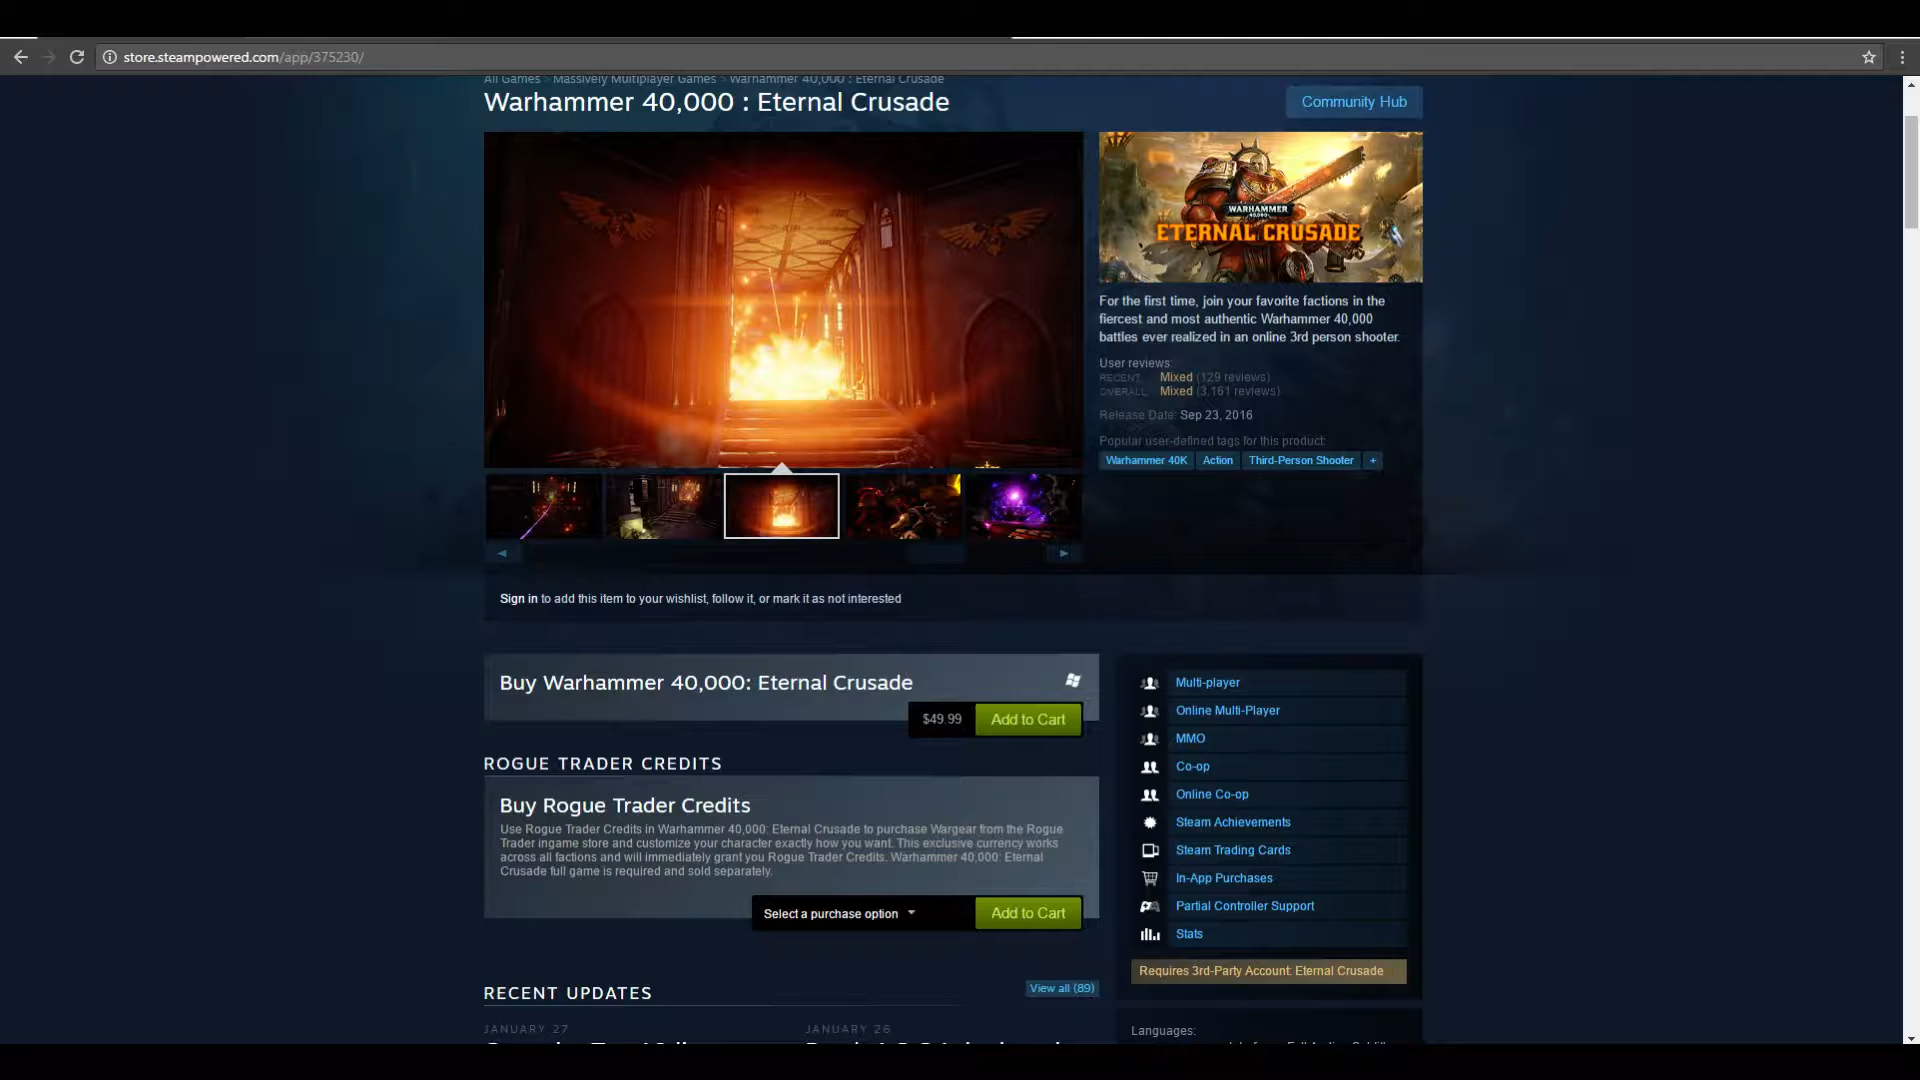 store.steampowered.com/app/375230/
All Games > Massively Multiplayer Games > Warhammer 40,000 : Eternal Crusade
Warhammer 40,000 : Eternal Crusade
Community Hub
WARHAMMER
40,000
ETERNAL CRUSADE
For the first time, join your favorite factions in the
fiercest and most authentic Warhammer 40,000
battles ever realized in an online 3rd person shooter.
User reviews:
RECENT: Mixed (129 reviews)
OVERALL: Mixed (3,161 reviews)
Release Date: Sep 23, 2016
Popular user-defined tags for this product:
Warhammer 40K Action Third-Person Shooter +
Sign in to add this item to your wishlist, follow it, or mark it as not interested
Buy Warhammer 40,000: Eternal Crusade
$49.99 Add to Cart
ROGUE TRADER CREDITS
Buy Rogue Trader Credits
Use Rogue Trader Credits in Warhammer 40,000: Eternal Crusade to purchase Wargear from the Rogue
Trader ingame store and customize your character exactly how you want. This exclusive currency works
across all factions and will immediately grant you Rogue Trader Credits. Warhammer 40,000: Eternal
Crusade full game is required and sold separately.
Select a purchase option Add to Cart
RECENT UPDATES View all (89)
JANUARY 27 JANUARY 26
Multi-player
Online Multi-Player
MMO
Co-op
Online Co-op
Steam Achievements
Steam Trading Cards
In-App Purchases
Partial Controller Support
Stats
Requires 3rd-Party Account: Eternal Crusade
Languages: